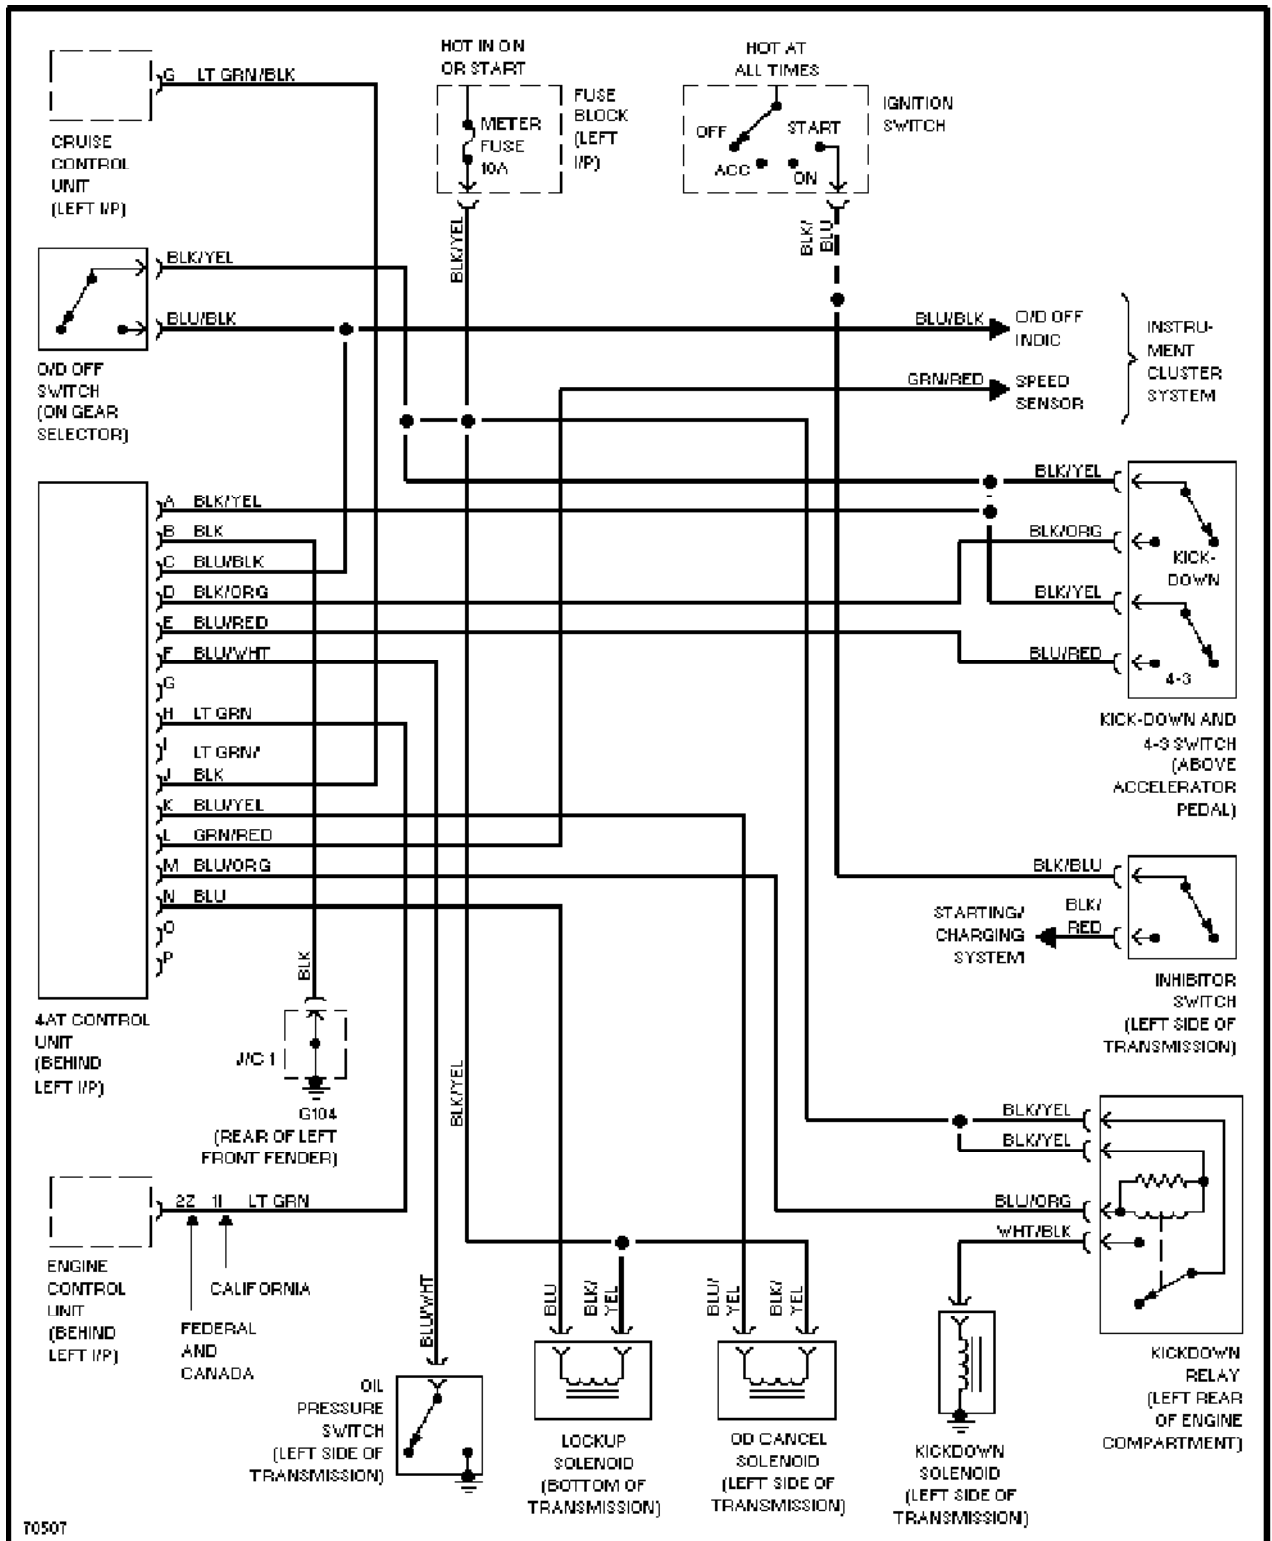 G LT GRN/BLK
CRUISE
CONTROL
UNIT
(LEFT I/P)
HOT IN ON
OR START
METER
FUSE
10A
FUSE
BLOCK
(LEFT
I/P)
HOT AT
ALL TIMES
OFF
START
ACC
ON
IGNITION
SWITCH
BLK/YEL
BLK/
BLU
BLK/YEL
BLU/BLK
O/D OFF
SWITCH
(ON GEAR
SELECTOR)
BLU/BLK
O/D OFF
INDIC
GRN/RED
SPEED
SENSOR
INSTRU-
MENT
CLUSTER
SYSTEM
A BLK/YEL
B BLK
C BLU/BLK
D BLK/ORG
E BLU/RED
F BLU/WHT
G
H LT GRN
I LT GRN/
J BLK
K BLU/YEL
L GRN/RED
M BLU/ORG
N BLU
O
P
4AT CONTROL
UNIT
(BEHIND
LEFT I/P)
BLK/YEL
BLK/ORG
KICK-
DOWN
BLK/YEL
BLU/RED
4-3
KICK-DOWN AND
4-3 SWITCH
(ABOVE
ACCELERATOR
PEDAL)
BLK/BLU
BLK/
RED
STARTING/
CHARGING
SYSTEM
INHIBITOR
SWITCH
(LEFT SIDE OF
TRANSMISSION)
BLK
J/C 1
G104
(REAR OF LEFT
FRONT FENDER)
BLK/YEL
2Z 1I LT GRN
ENGINE
CONTROL
UNIT
(BEHIND
LEFT I/P)
CALIFORNIA
FEDERAL
AND
CANADA
BLU/WHT
OIL
PRESSURE
SWITCH
(LEFT SIDE OF
TRANSMISSION)
BLU
BLK/
YEL
LOCKUP
SOLENOID
(BOTTOM OF
TRANSMISSION)
BLU/
YEL
BLK/
YEL
OD CANCEL
SOLENOID
(LEFT SIDE OF
TRANSMISSION)
BLK/YEL
BLK/YEL
BLU/ORG
WHT/BLK
KICKDOWN
SOLENOID
(LEFT SIDE OF
TRANSMISSION)
KICKDOWN
RELAY
(LEFT REAR
OF ENGINE
COMPARTMENT)
70507